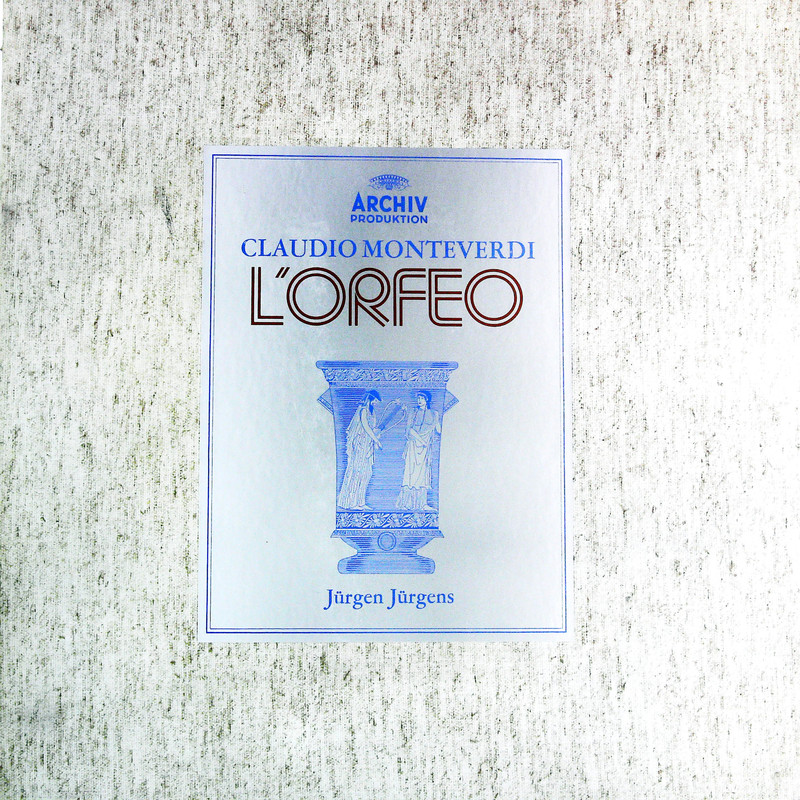 ARCHIV
PRODUKTION
CLAUDIO MONTEVERDI
L'ORFEO
Jürgen Jürgens